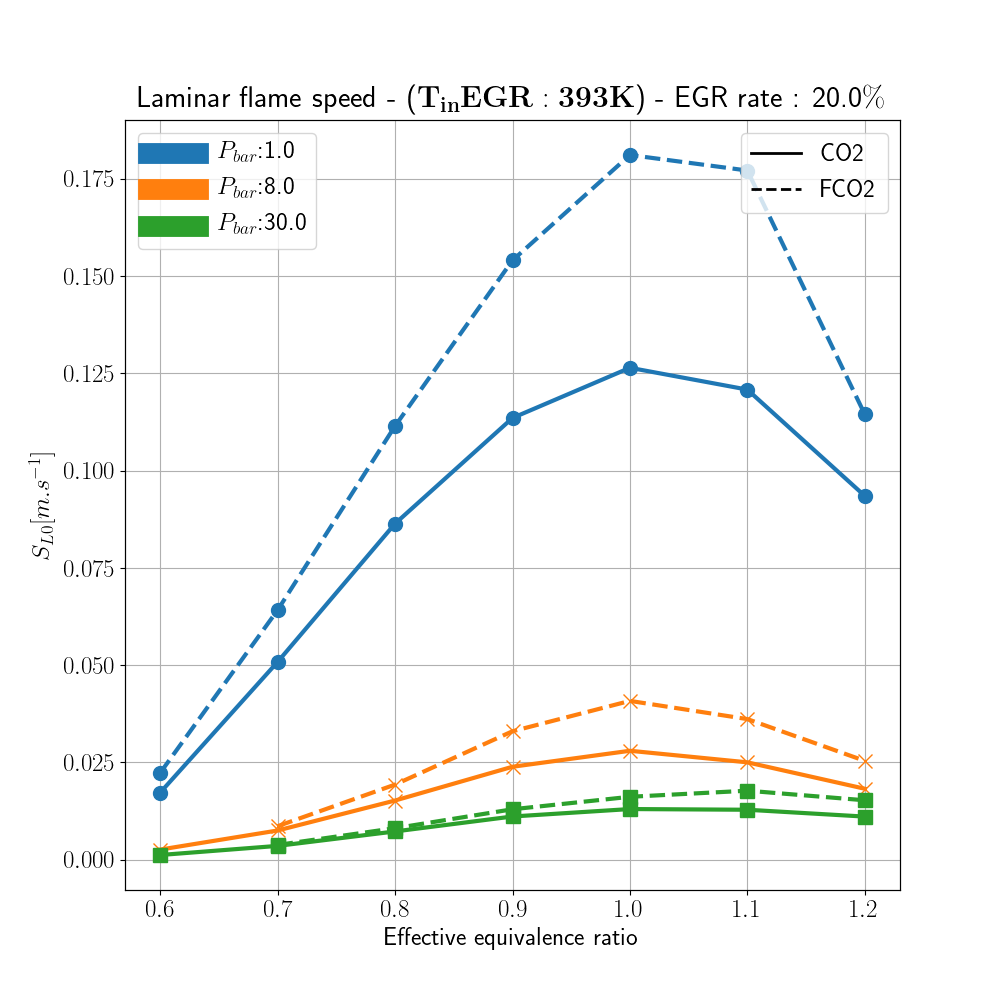 Laminar flame speed - (T_in EGR : 393K) - EGR rate : 20.0%
P_bar:1.0
P_bar:8.0
P_bar:30.0
CO2
FCO2
S_L0[m.s⁻¹]
0.175
0.150
0.125
0.100
0.075
0.050
0.025
0.000
0.6 0.7 0.8 0.9 1.0 1.1 1.2
Effective equivalence ratio